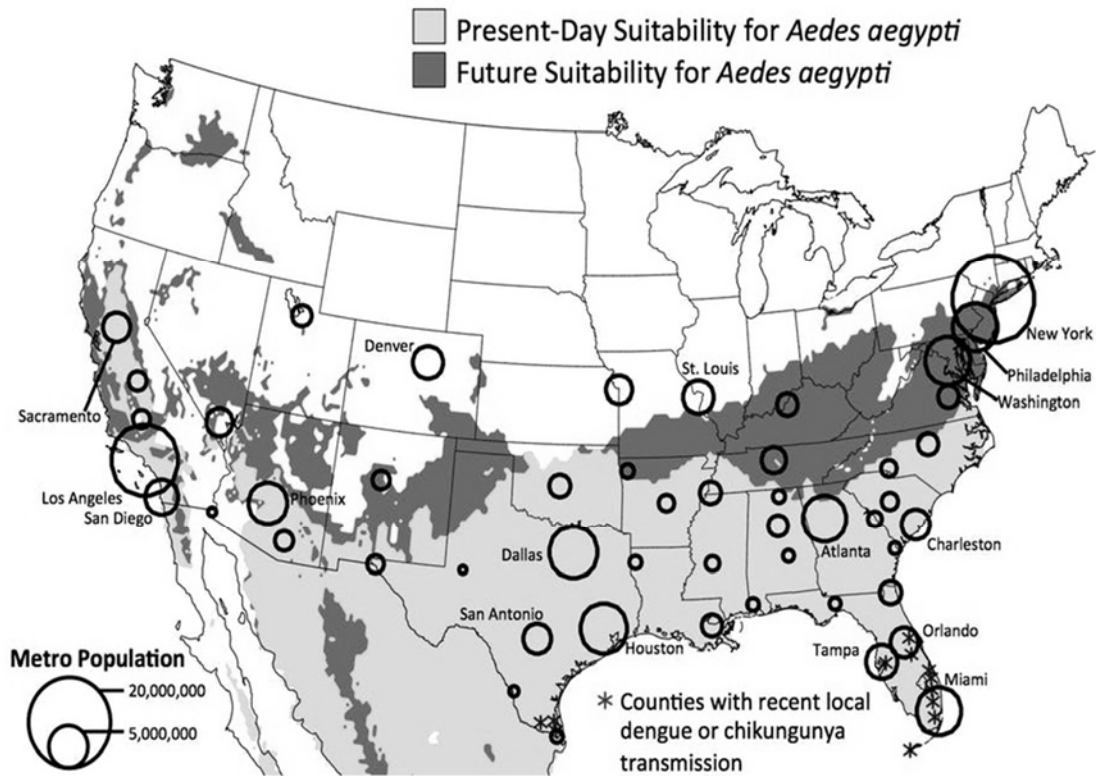 Present-Day Suitability for Aedes aegypti
Future Suitability for Aedes aegypti
New York
Denver
St. Louis
Philadelphia
Washington
Sacramento
Los Angeles
Phoenix
San Diego
Dallas
Atlanta
Charleston
San Antonio
Houston
Orlando
Tampa
Miami
Metro Population
20,000,000
5,000,000
* Counties with recent local
dengue or chikungunya
transmission